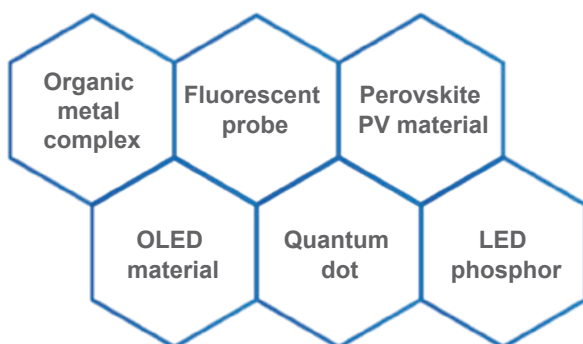 Organic
metal
complex
Fluorescent
probe
Perovskite
PV material
OLED
material
Quantum
dot
LED
phosphor